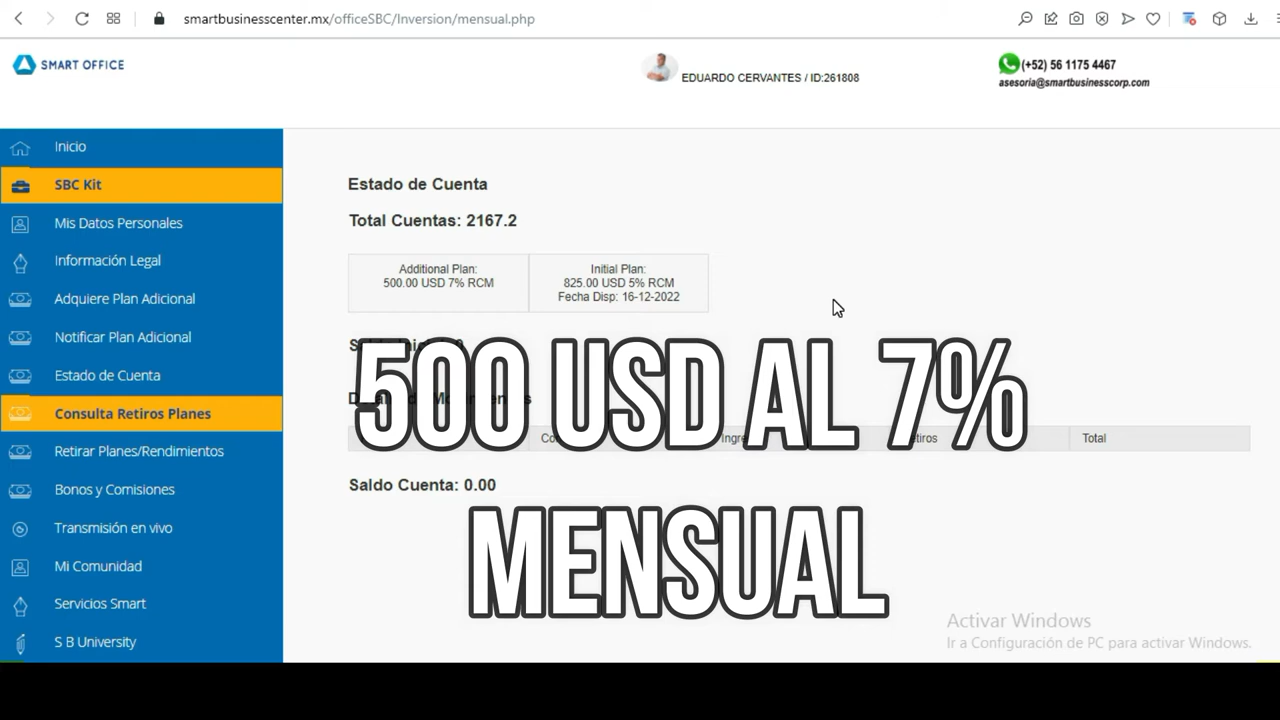 smartbusinesscenter.mx/officeSBC/Inversion/mensual.php
SMART OFFICE
EDUARDO CERVANTES / ID:261808
(+52) 56 1175 4467
asesoria@smartbusinesscorp.com
Inicio
SBC Kit
Mis Datos Personales
Información Legal
Adquiere Plan Adicional
Notificar Plan Adicional
Estado de Cuenta
Consulta Retiros Planes
Retirar Planes/Rendimientos
Bonos y Comisiones
Transmisión en vivo
Mi Comunidad
Servicios Smart
S B University
Estado de Cuenta
Total Cuentas: 2167.2
Additional Plan:
500.00 USD 7% RCM
Initial Plan:
825.00 USD 5% RCM
Fecha Disp: 16-12-2022
500 USD AL 7%
Total
Saldo Cuenta: 0.00
MENSUAL
Activar Windows
Ir a Configuración de PC para activar Windows.